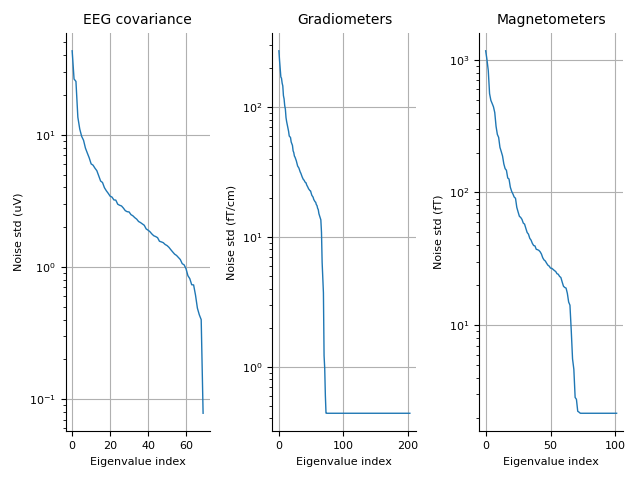 EEG covariance
Gradiometers
Magnetometers
Noise std (uV)
10¹
10⁰
10⁻¹
0
20
40
60
Eigenvalue index
Noise std (fT/cm)
10²
10¹
10⁰
0
100
200
Eigenvalue index
Noise std (fT)
10³
10²
10¹
0
50
100
Eigenvalue index